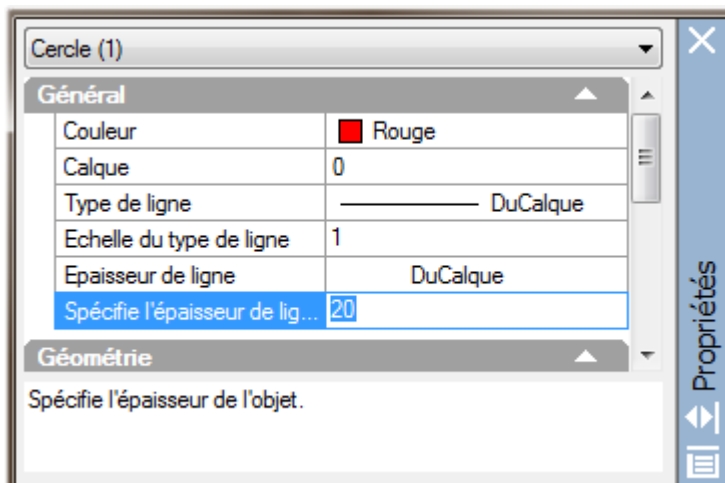 Cercle (1)
Général
Couleur Rouge
Calque 0
Type de ligne DuCalque
Echelle du type de ligne 1
Epaisseur de ligne DuCalque
Spécifie l'épaisseur de lig... 20
Géométrie
Spécifie l'épaisseur de l'objet.
Propriétés